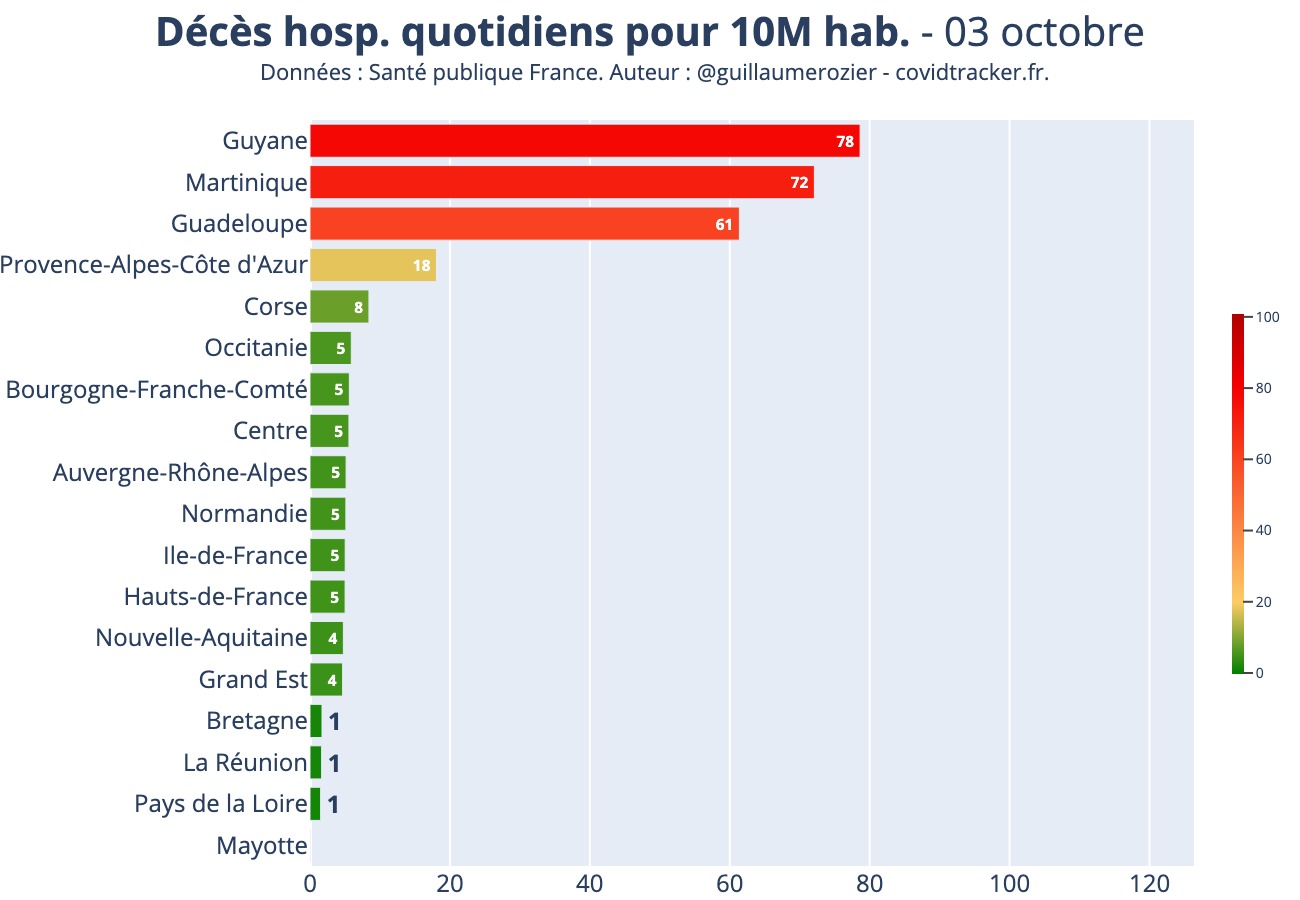 Décès hosp. quotidiens pour 10M hab. - 03 octobre
Données : Santé publique France. Auteur : @guillaumerozier - covidtracker.fr.
Guyane 78
Martinique 72
Guadeloupe 61
Provence-Alpes-Côte d'Azur 18
Corse 8
Occitanie 5
Bourgogne-Franche-Comté 5
Centre 5
Auvergne-Rhône-Alpes 5
Normandie 5
Ile-de-France 5
Hauts-de-France 5
Nouvelle-Aquitaine 4
Grand Est 4
Bretagne 1
La Réunion 1
Pays de la Loire 1
Mayotte
0 20 40 60 80 100 120
100
80
60
40
20
0